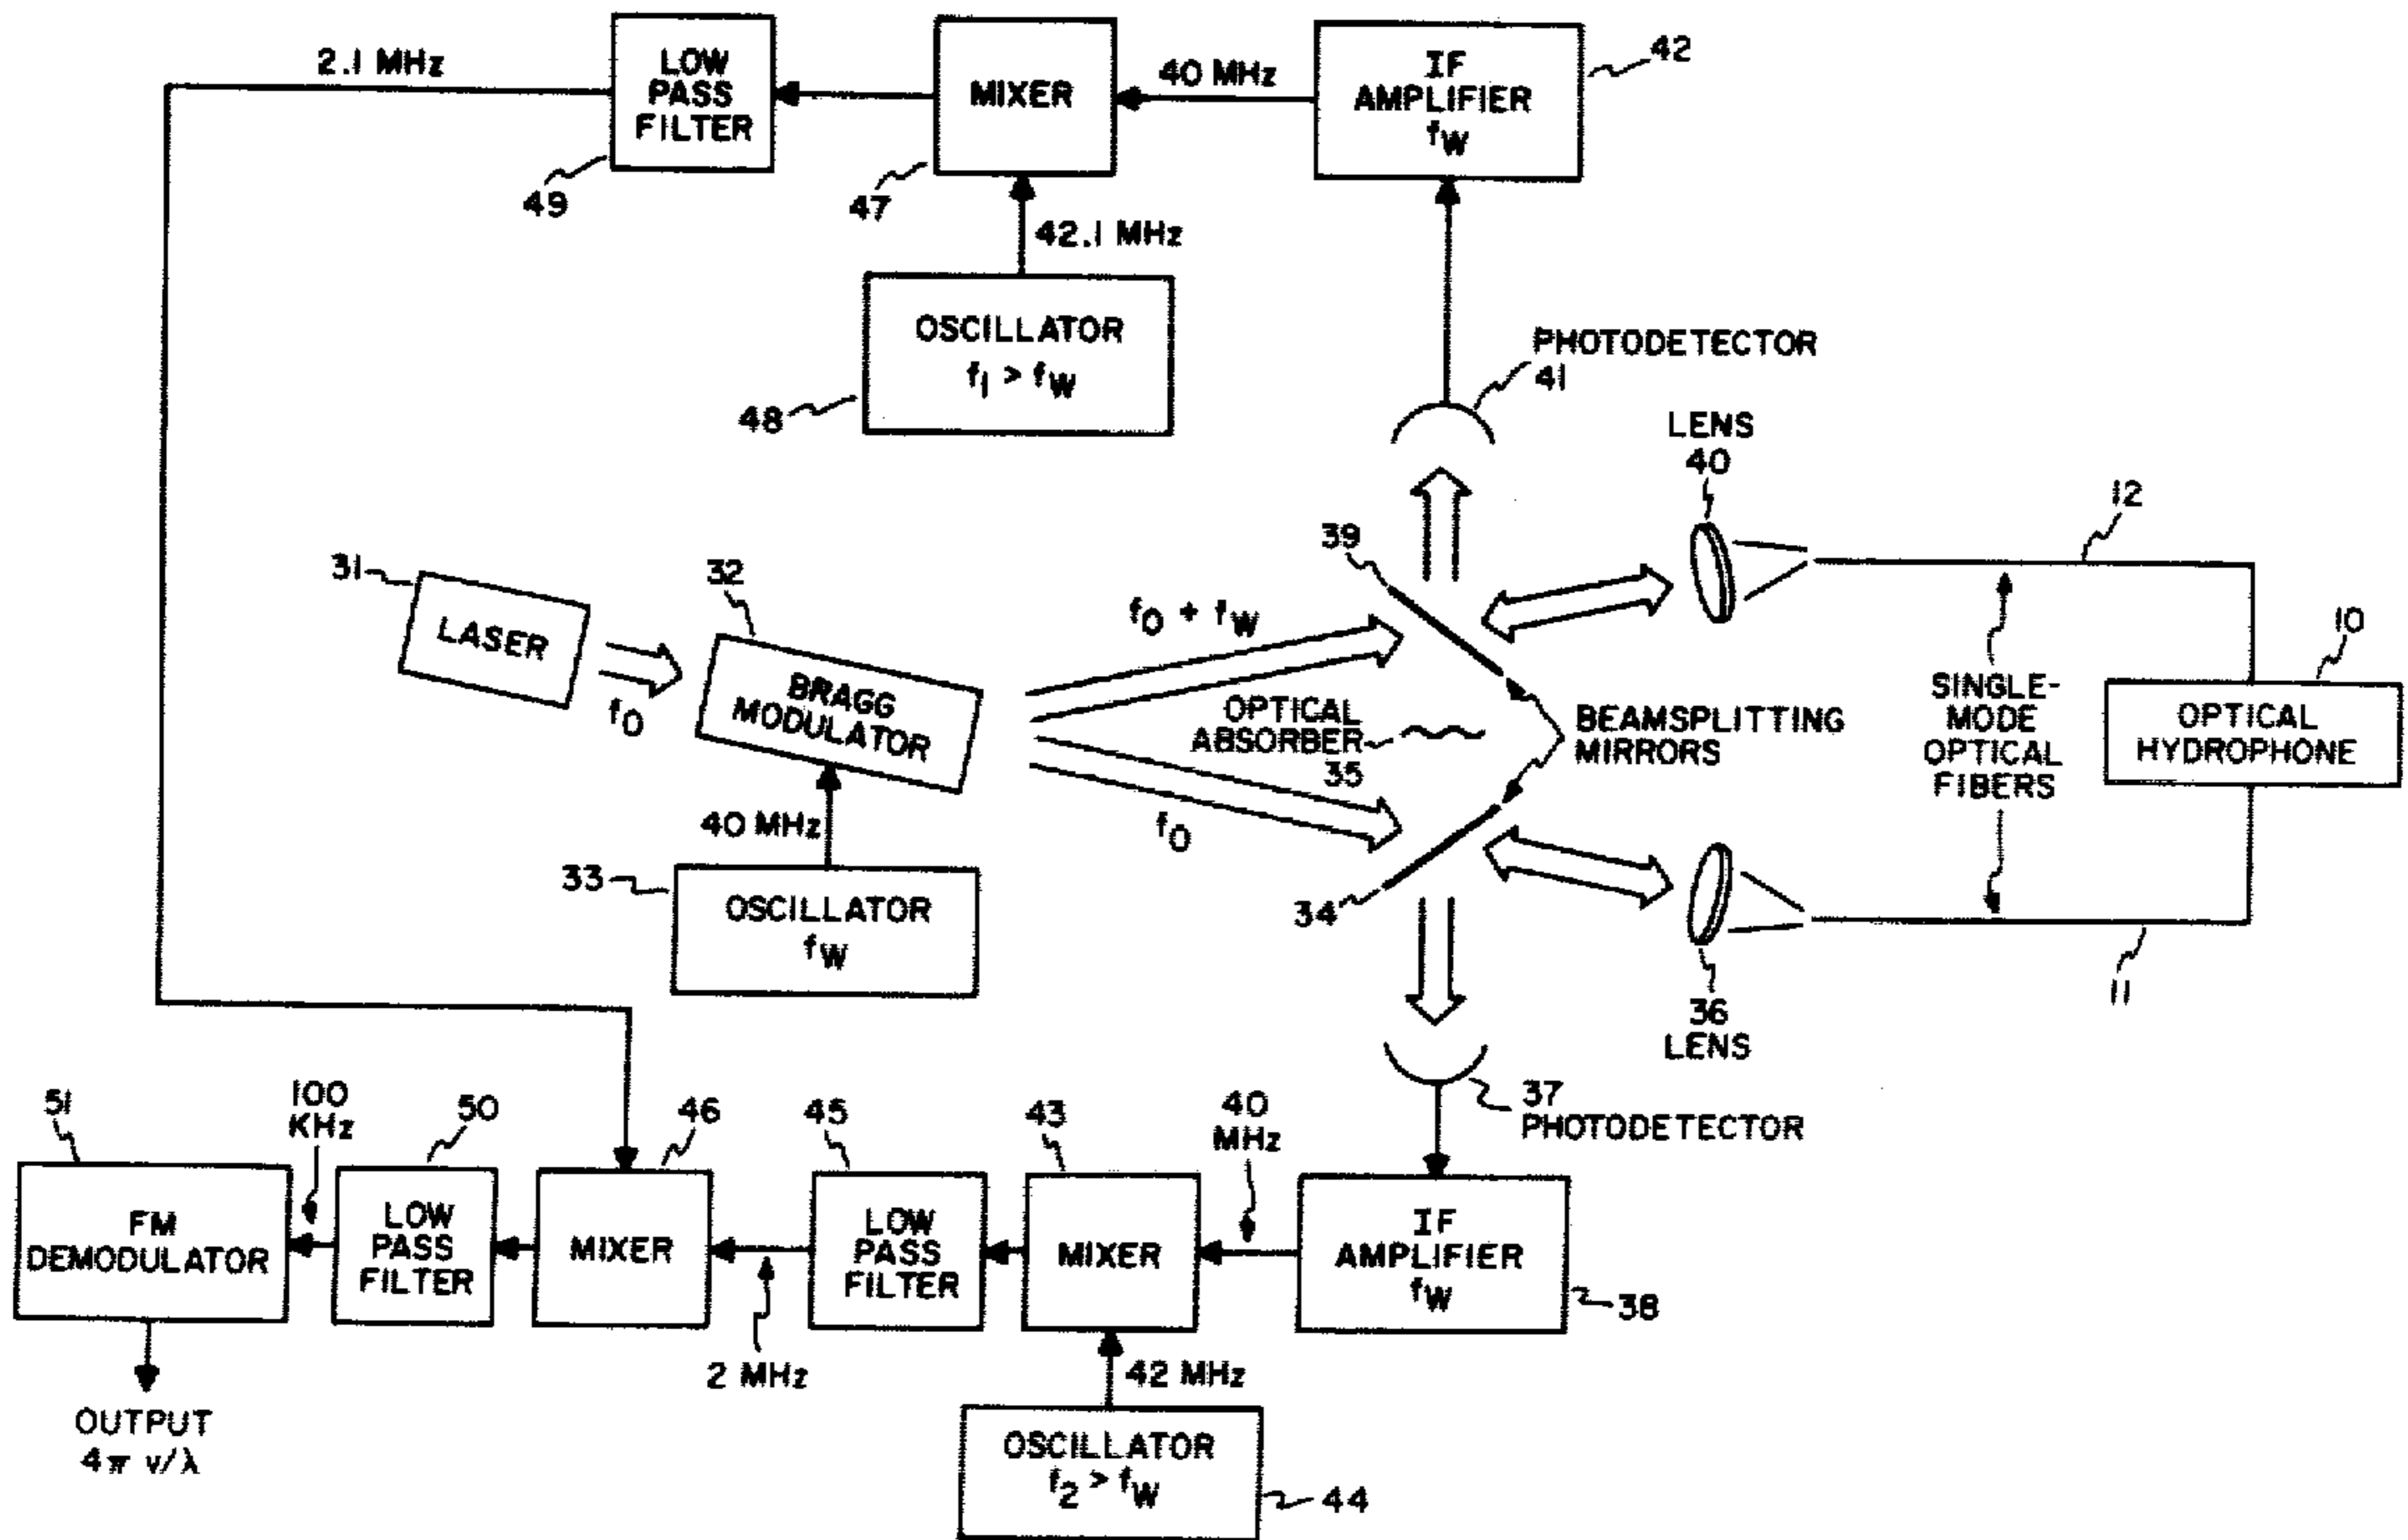 2.1 MHz
LOW
PASS
FILTER
49
MIXER
47
40 MHz
IF
AMPLIFIER
fW
42
42.1 MHz
OSCILLATOR
f1 > fW
48
PHOTODETECTOR
41
LENS
40
12
39
31
LASER
f0
32
BRAGG
MODULATOR
f0 + fW
OPTICAL
ABSORBER
35
BEAMSPLITTING
MIRRORS
SINGLE-
MODE
OPTICAL
FIBERS
10
OPTICAL
HYDROPHONE
f0
40 MHz
33
OSCILLATOR
fW
34
36
LENS
11
37
PHOTODETECTOR
51
FM
DEMODULATOR
100
KHz
50
LOW
PASS
FILTER
46
MIXER
45
LOW
PASS
FILTER
43
MIXER
40
MHz
IF
AMPLIFIER
fW
38
2 MHz
42 MHz
OSCILLATOR
f2 > fW
44
OUTPUT
4π v/λ